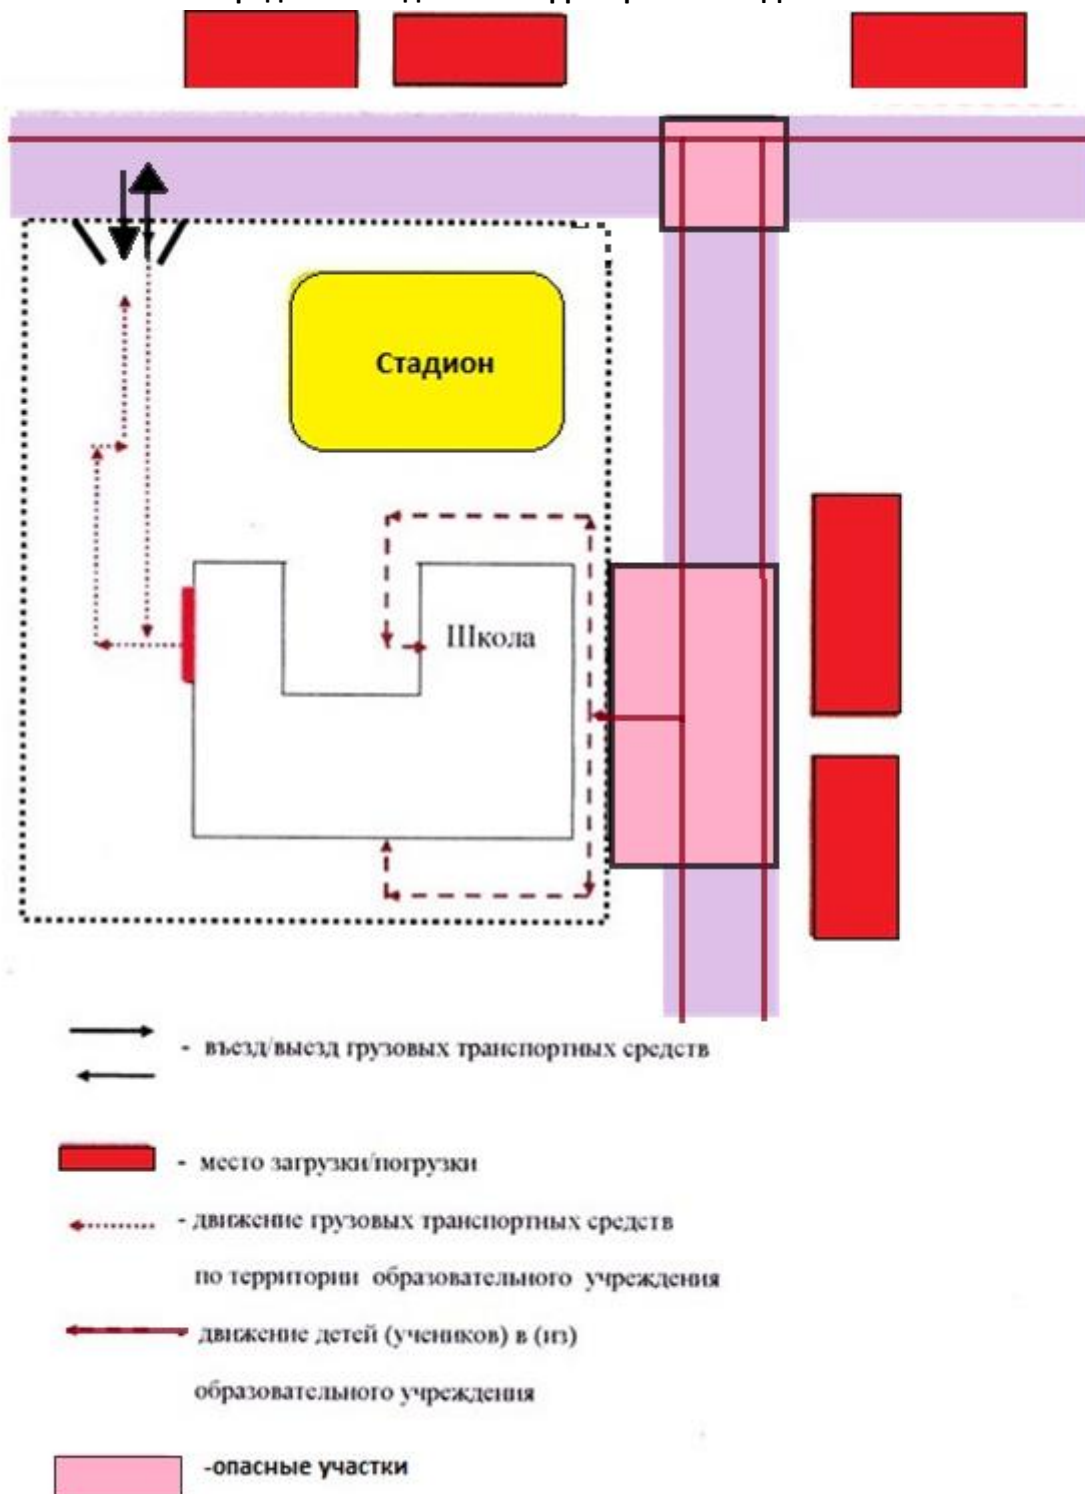 Стадион
Школа
- въезд/выезд грузовых транспортных средств
- место загрузки/погрузки
- движение грузовых транспортных средств
по территории образовательного учреждения
- движение детей (учеников) в (из)
образовательного учреждения
-опасные участки